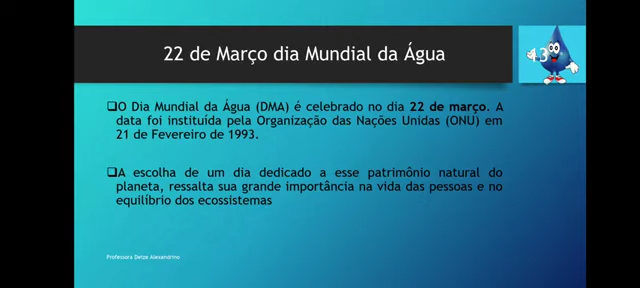 22 de Março dia Mundial da Água
13
❑O Dia Mundial da Água (DMA) é celebrado no dia 22 de março. A
data foi instituída pela Organização das Nações Unidas (ONU) em
21 de Fevereiro de 1993.
❑A escolha de um dia dedicado a esse patrimônio natural do
planeta, ressalta sua grande importância na vida das pessoas e no
equilíbrio dos ecossistemas
Professora Deize Alexandrino